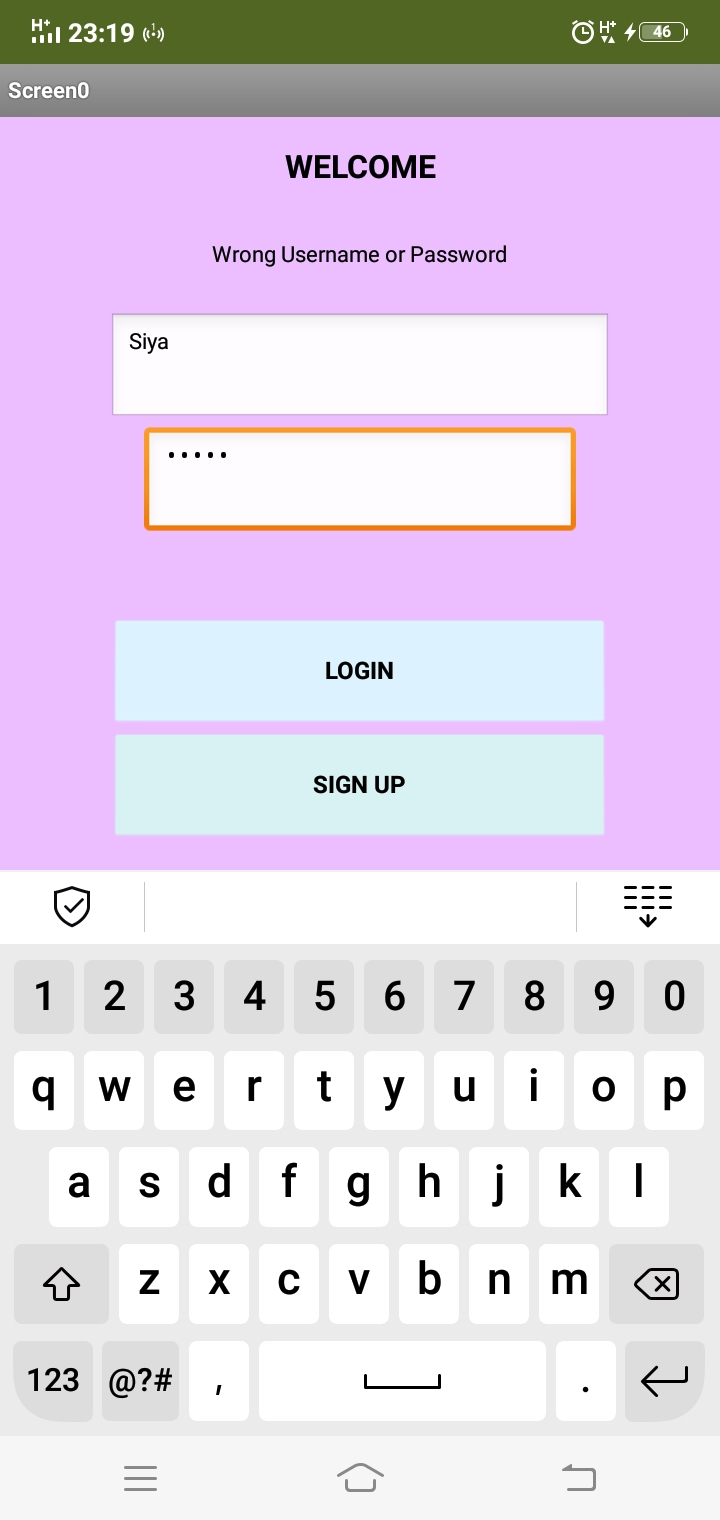 H+ 23:19 H+ 46
Screen0
WELCOME
Wrong Username or Password
Siya
•••••
LOGIN
SIGN UP
1 2 3 4 5 6 7 8 9 0
q w e r t y u i o p
a s d f g h j k l
z x c v b n m
123 @?# , .